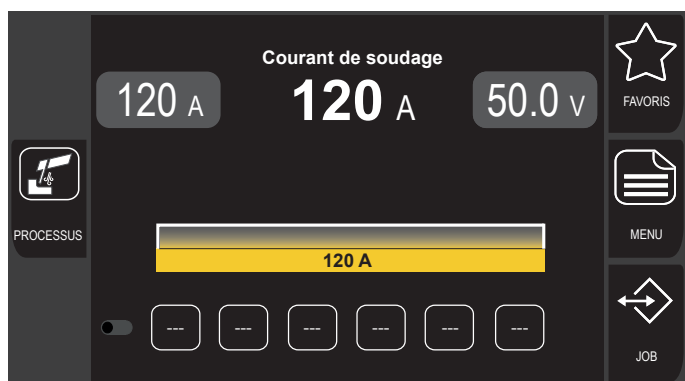 Courant de soudage
120 A
120 A
50.0 V
FAVORIS
PROCESSUS
MENU
120 A
--- --- --- --- --- ---
JOB